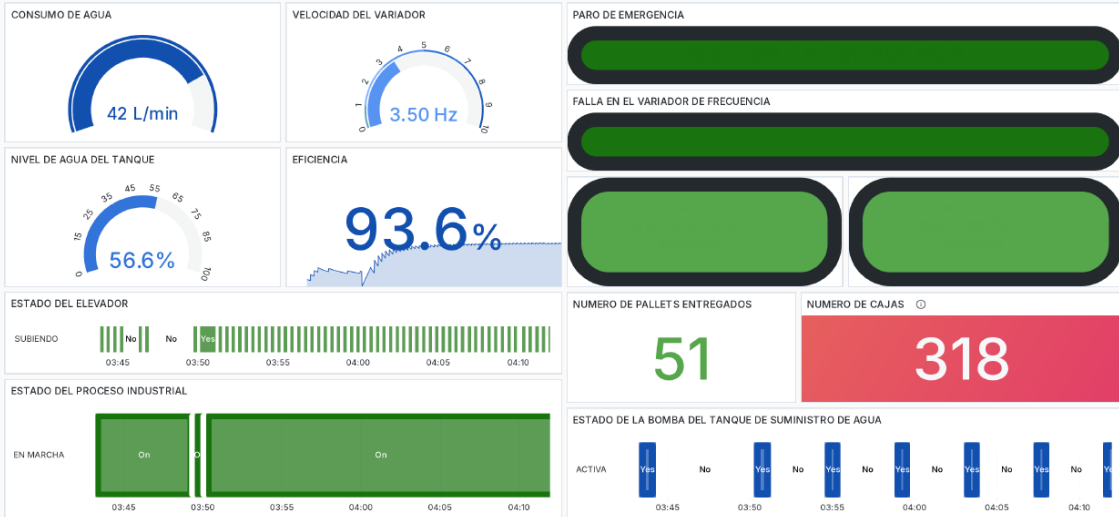 CONSUMO DE AGUA
42 L/min
VELOCIDAD DEL VARIADOR
0 1 2 3 4 5 6 7 8 9 10
3.50 Hz
PARO DE EMERGENCIA
FALLA EN EL VARIADOR DE FRECUENCIA
NIVEL DE AGUA DEL TANQUE
0 15 25 35 45 55 65 75 85 100
56.6%
EFICIENCIA
93.6%
ESTADO DEL ELEVADOR
SUBIENDO No No Yes
03:45 03:50 03:55 04:00 04:05 04:10
NUMERO DE PALLETS ENTREGADOS
51
NUMERO DE CAJAS
318
ESTADO DEL PROCESO INDUSTRIAL
EN MARCHA On O On
03:45 03:50 03:55 04:00 04:05 04:10
ESTADO DE LA BOMBA DEL TANQUE DE SUMINISTRO DE AGUA
ACTIVA Yes No Yes No Yes No Yes No Yes No Yes No
03:45 03:50 03:55 04:00 04:05 04:10